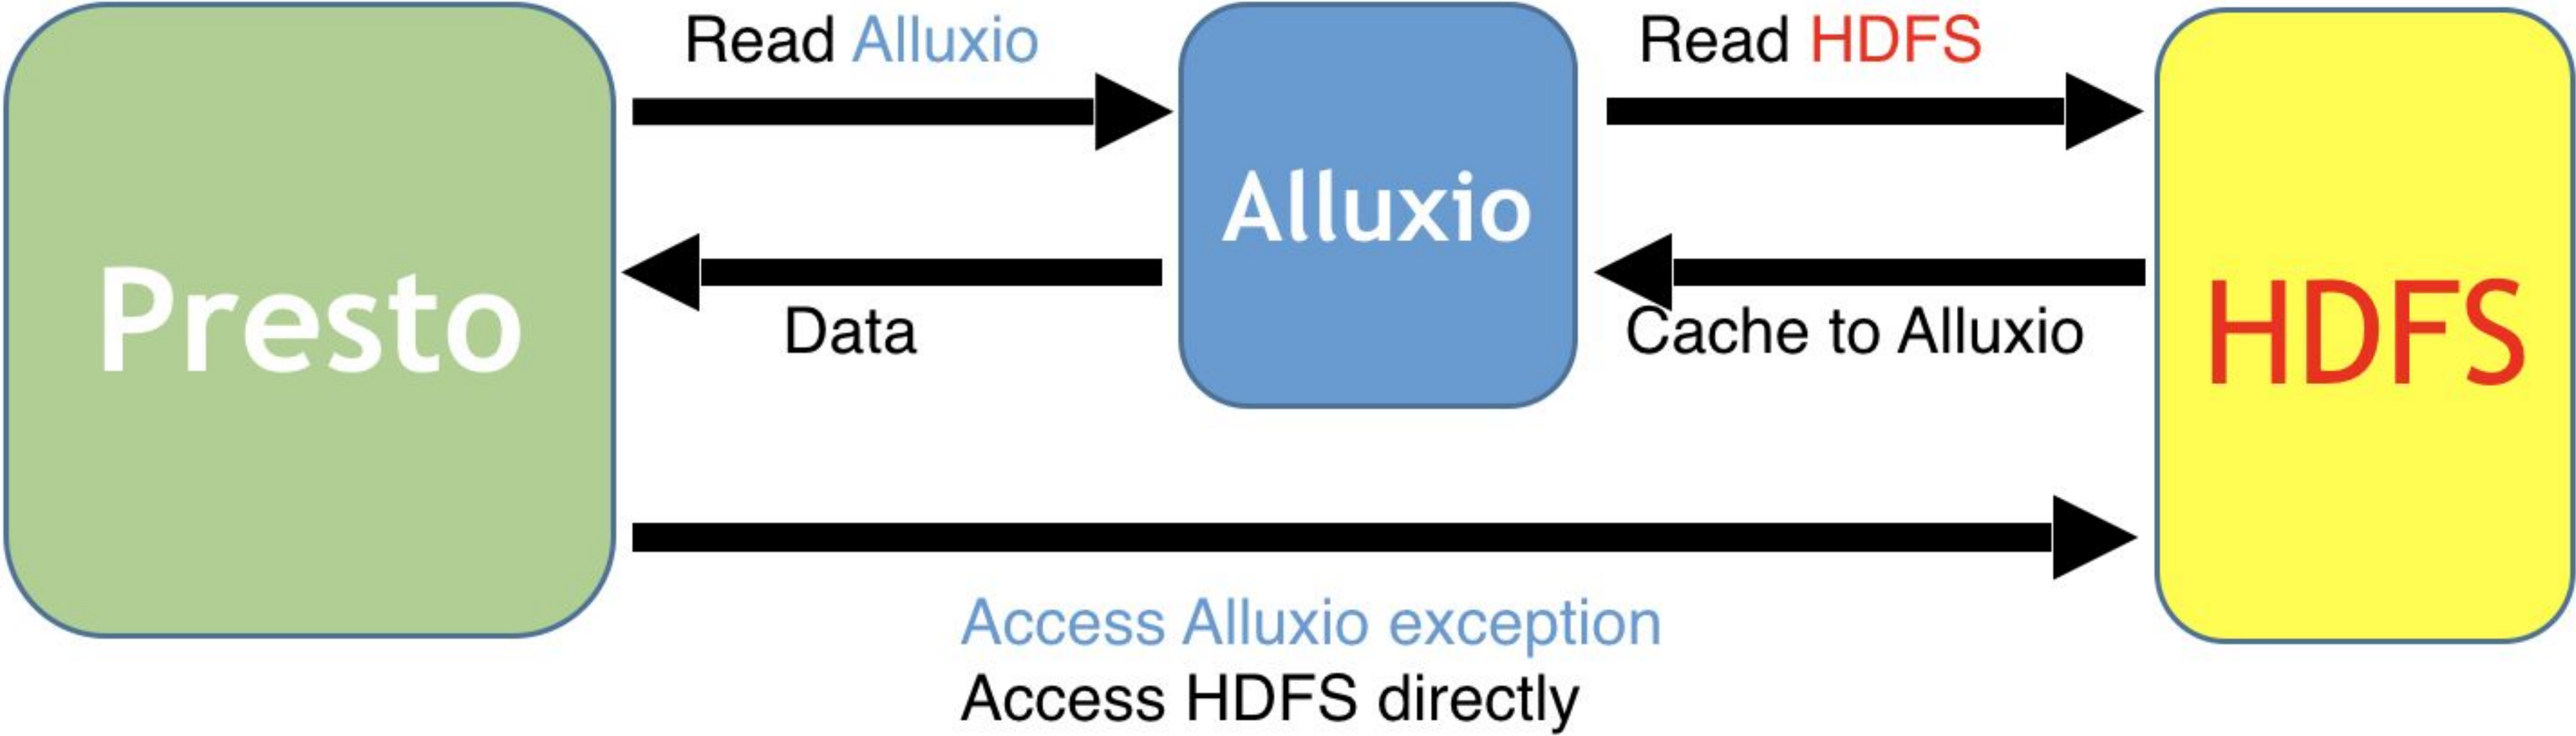 Read Alluxio
Read HDFS
Presto
Alluxio
HDFS
Data
Cache to Alluxio
Access Alluxio exception
Access HDFS directly